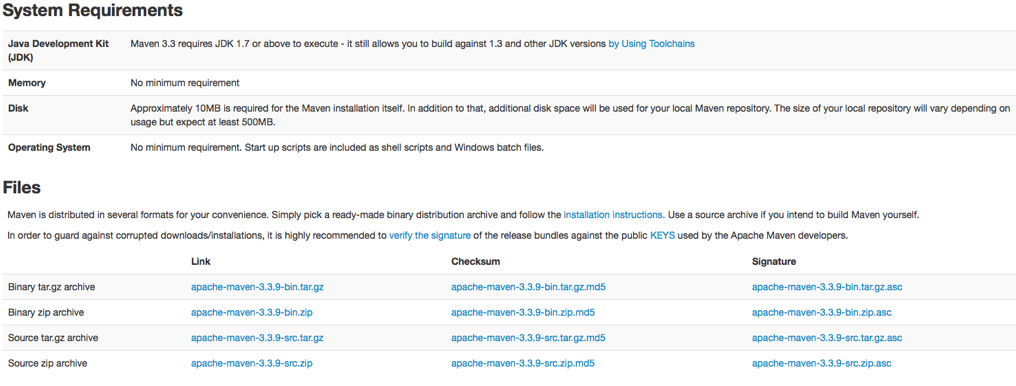 System Requirements
Java Development Kit (JDK) Maven 3.3 requires JDK 1.7 or above to execute - it still allows you to build against 1.3 and other JDK versions by Using Toolchains
Memory No minimum requirement
Disk Approximately 10MB is required for the Maven installation itself. In addition to that, additional disk space will be used for your local Maven repository. The size of your local repository will vary depending on
usage but expect at least 500MB.
Operating System No minimum requirement. Start up scripts are included as shell scripts and Windows batch files.
Files
Maven is distributed in several formats for your convenience. Simply pick a ready-made binary distribution archive and follow the installation instructions. Use a source archive if you intend to build Maven yourself.
In order to guard against corrupted downloads/installations, it is highly recommended to verify the signature of the release bundles against the public KEYS used by the Apache Maven developers.
Link Checksum Signature
Binary tar.gz archive apache-maven-3.3.9-bin.tar.gz apache-maven-3.3.9-bin.tar.gz.md5 apache-maven-3.3.9-bin.tar.gz.asc
Binary zip archive apache-maven-3.3.9-bin.zip apache-maven-3.3.9-bin.zip.md5 apache-maven-3.3.9-bin.zip.asc
Source tar.gz archive apache-maven-3.3.9-src.tar.gz apache-maven-3.3.9-src.tar.gz.md5 apache-maven-3.3.9-src.tar.gz.asc
Source zip archive apache-maven-3.3.9-src.zip apache-maven-3.3.9-src.zip.md5 apache-maven-3.3.9-src.zip.asc